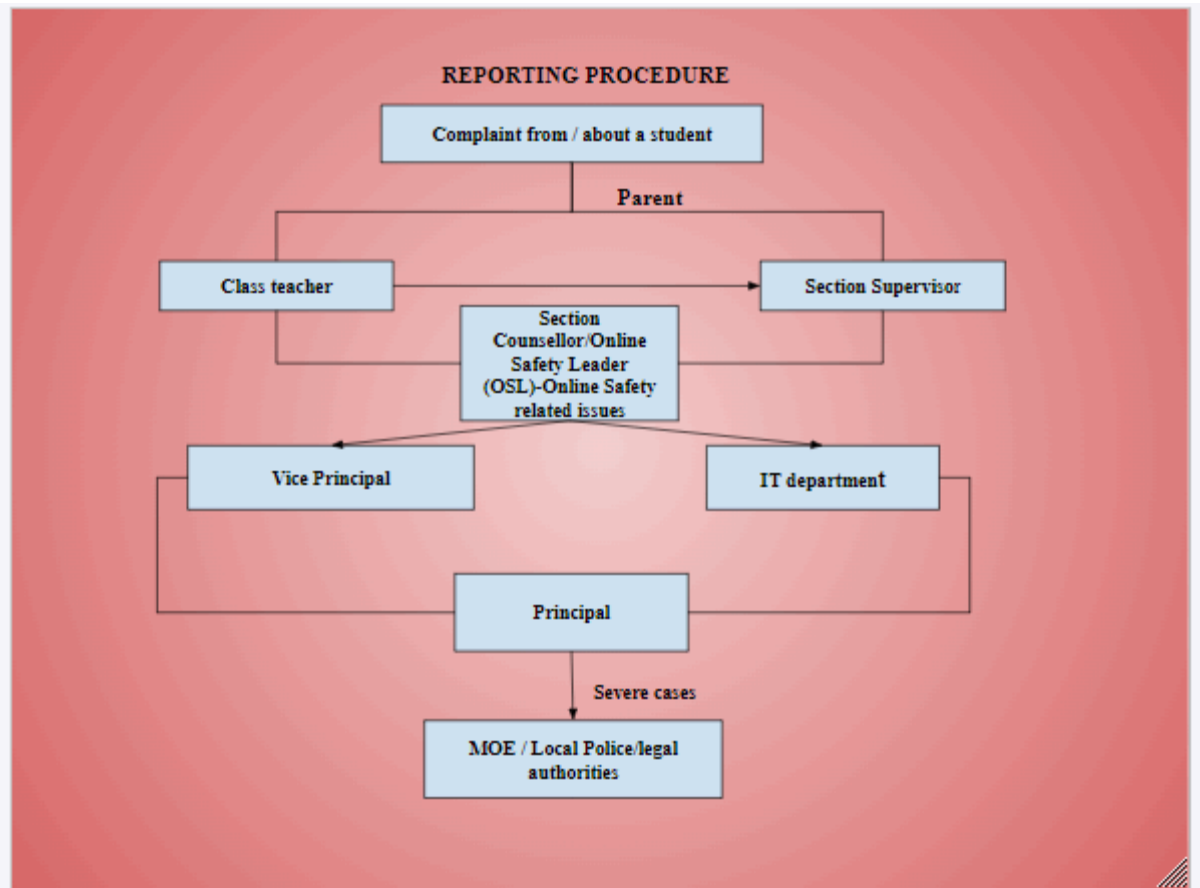 REPORTING PROCEDURE
Complaint from / about a student
Parent
Class teacher
Section Supervisor
Section
Counsellor/Online
Safety Leader
(OSL)-Online Safety
related issues
Vice Principal
IT department
Principal
Severe cases
MOE / Local Police/legal
authorities